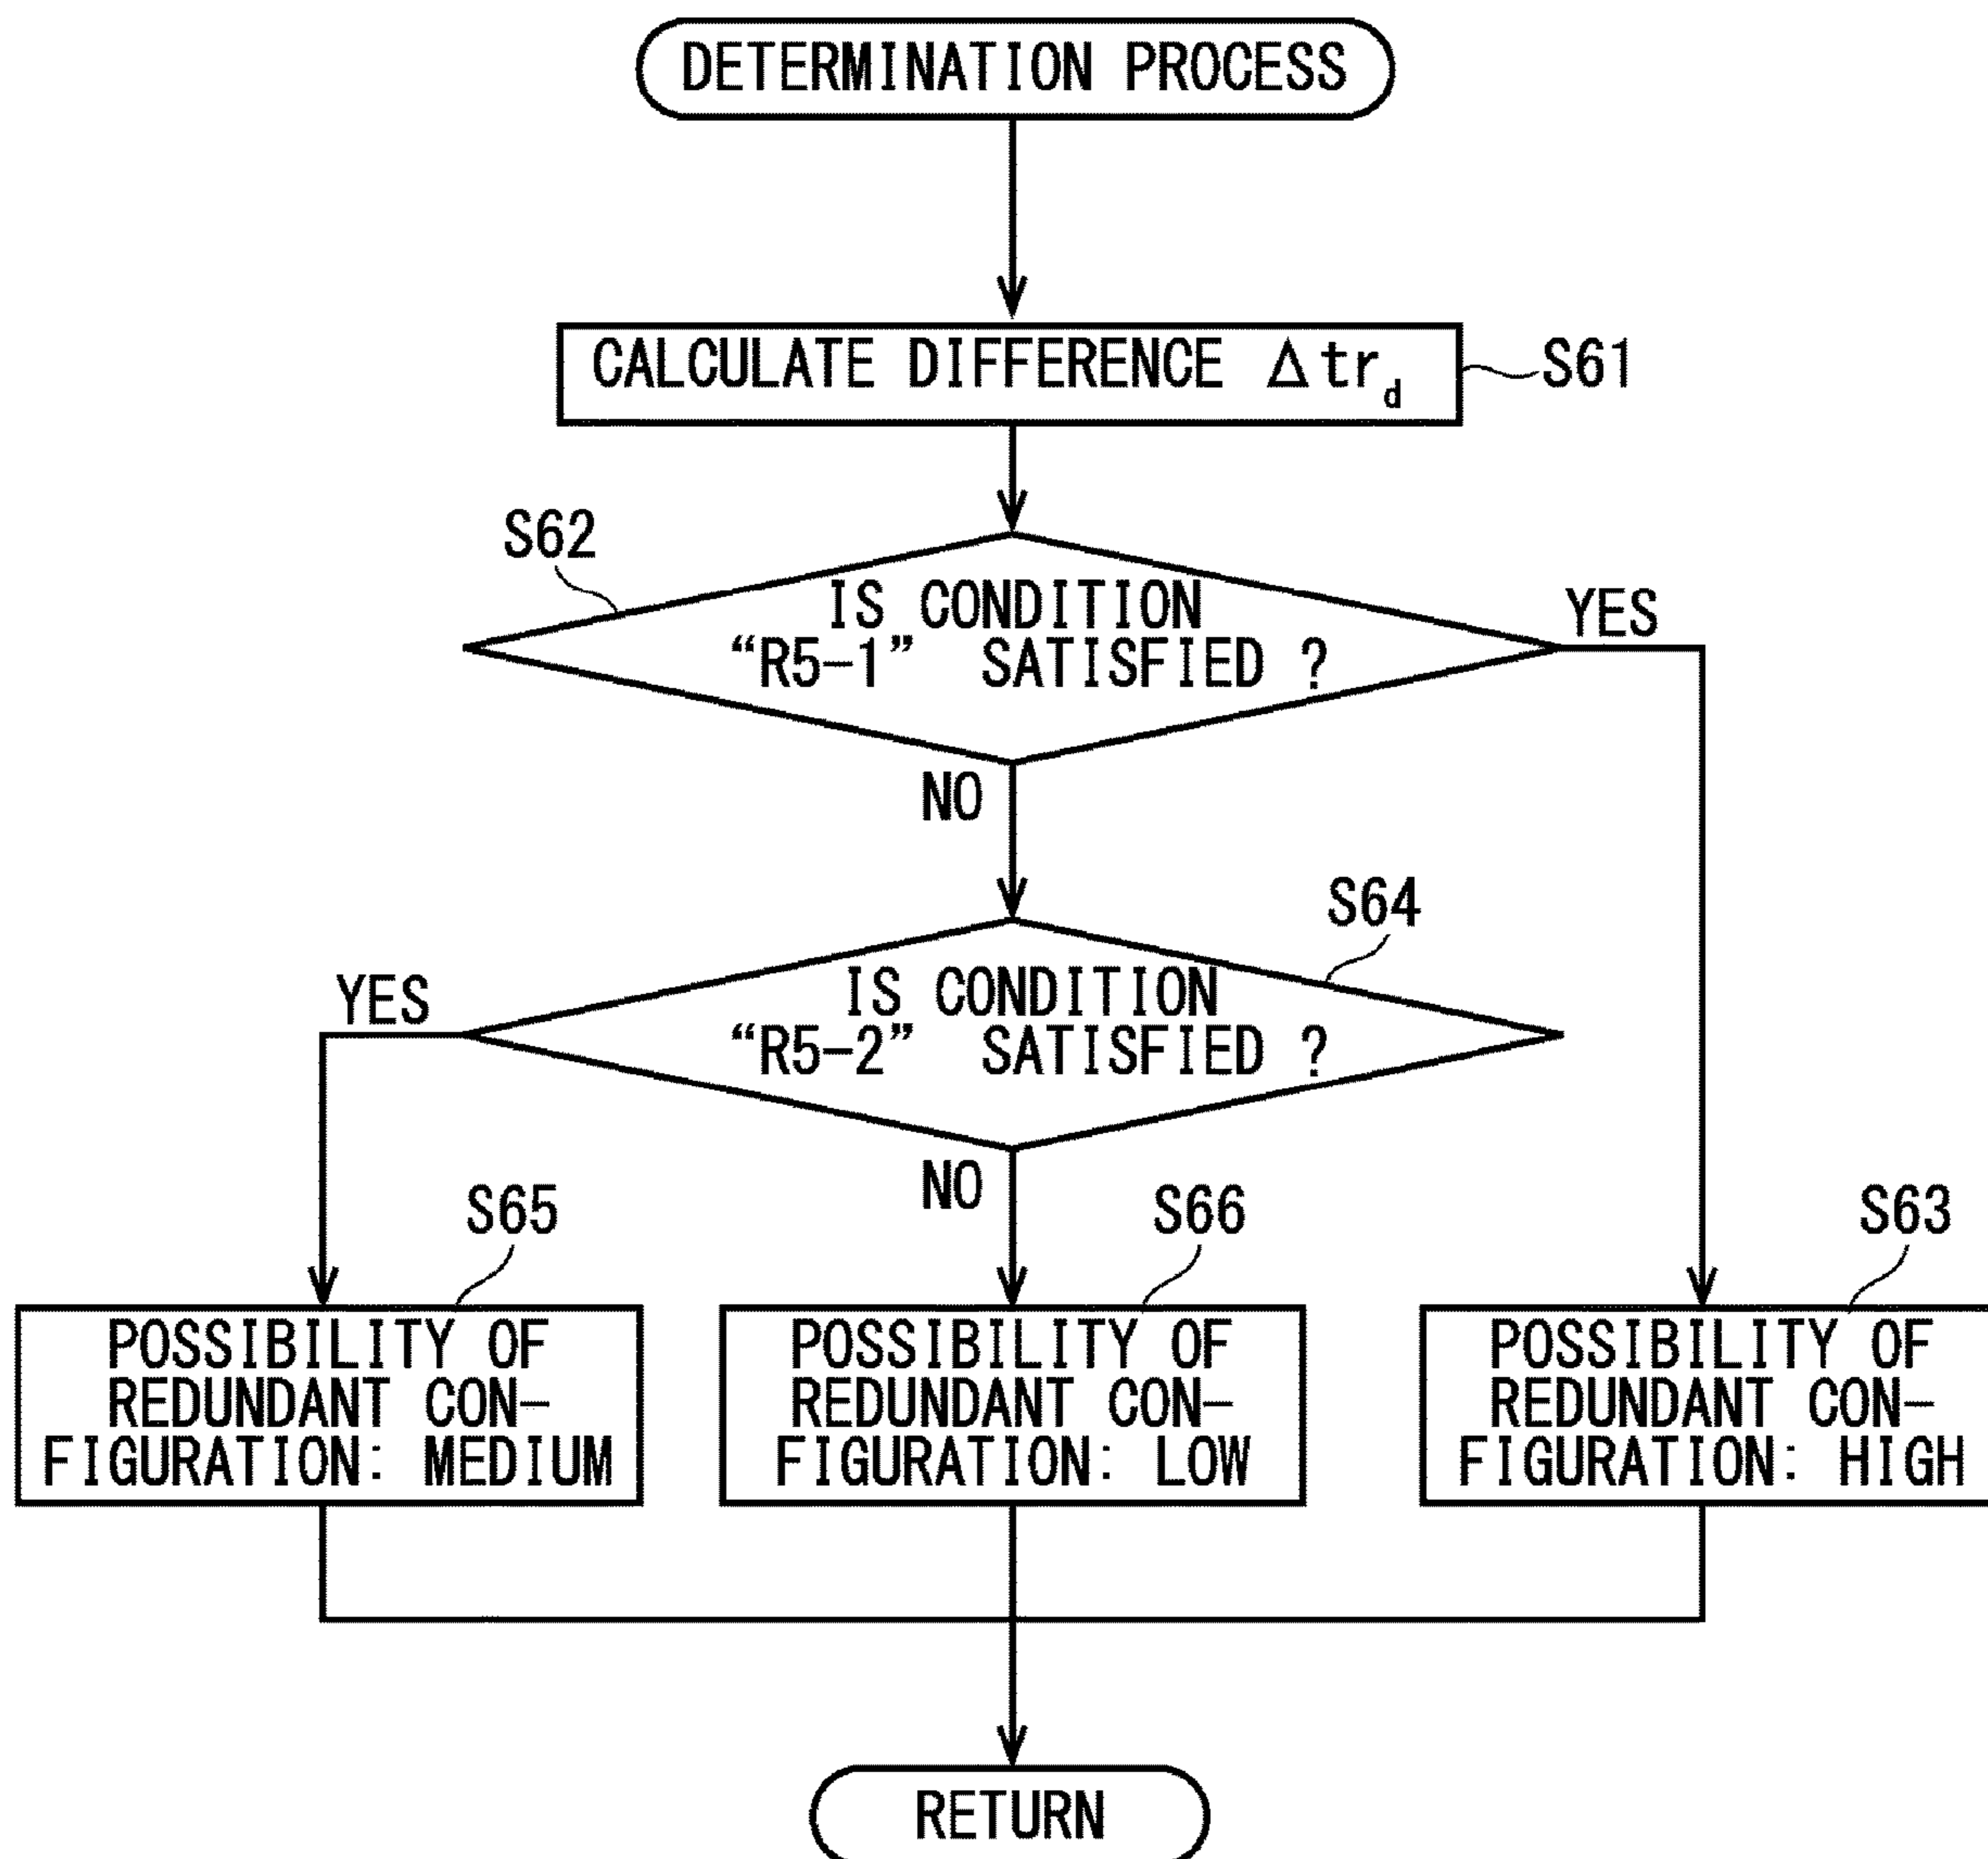 DETERMINATION PROCESS
CALCULATE DIFFERENCE Δtrd
S61
S62
IS CONDITION
“R5-1” SATISFIED ?
YES
NO
S64
IS CONDITION
“R5-2” SATISFIED ?
YES
NO
S65
POSSIBILITY OF
REDUNDANT CON-
FIGURATION: MEDIUM
S66
POSSIBILITY OF
REDUNDANT CON-
FIGURATION: LOW
S63
POSSIBILITY OF
REDUNDANT CON-
FIGURATION: HIGH
RETURN